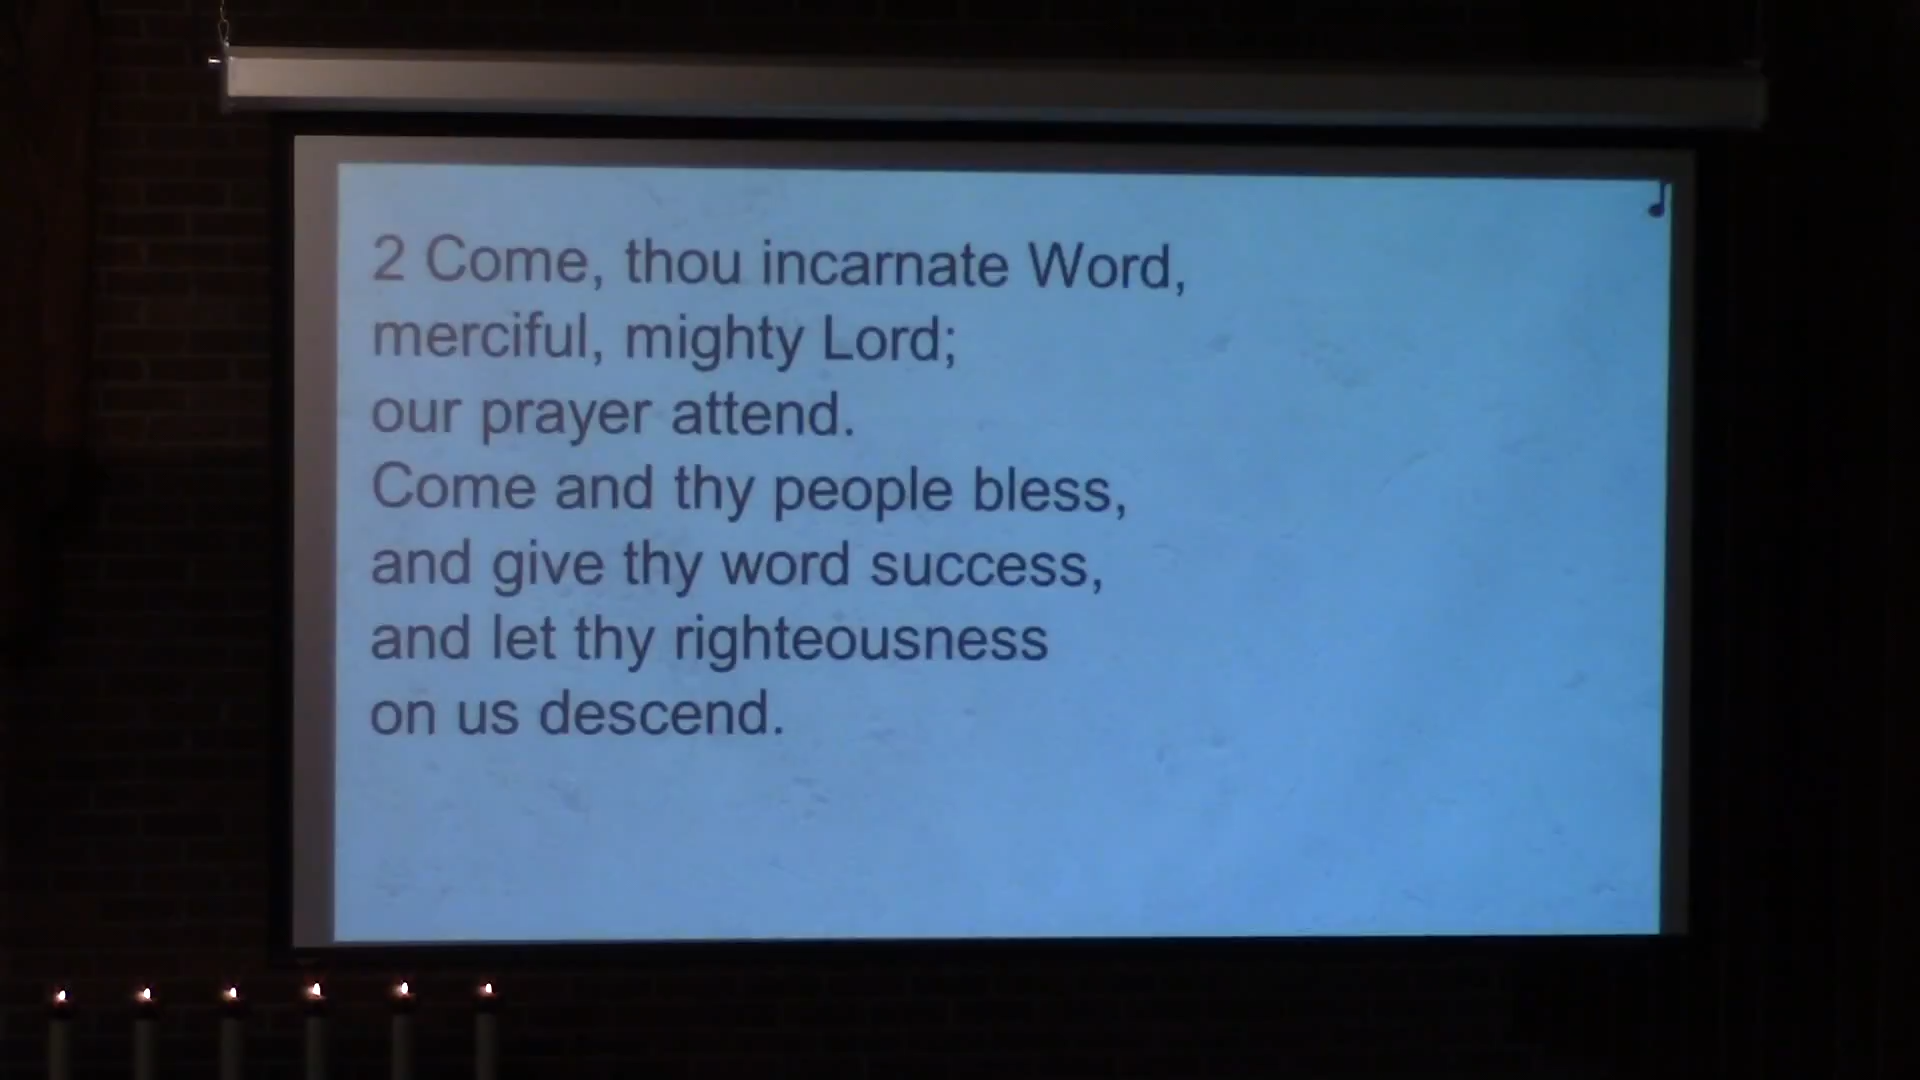 2 Come, thou incarnate Word,
merciful, mighty Lord;
our prayer attend.
Come and thy people bless,
and give thy word success,
and let thy righteousness
on us descend.